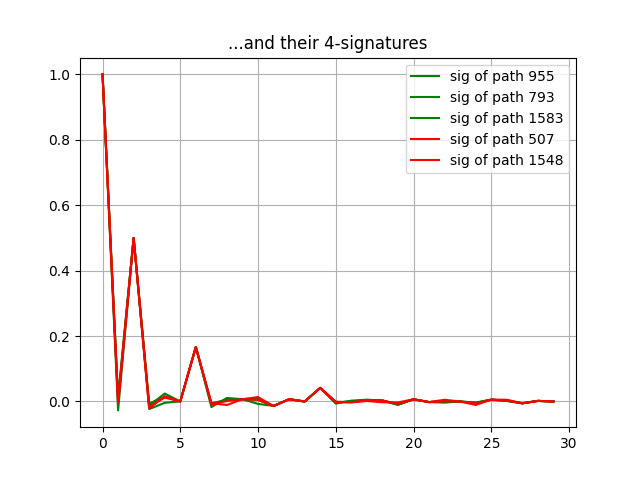 ...and their 4-signatures
sig of path 955
sig of path 793
sig of path 1583
sig of path 507
sig of path 1548
1.0
0.8
0.6
0.4
0.2
0.0
0 5 10 15 20 25 30